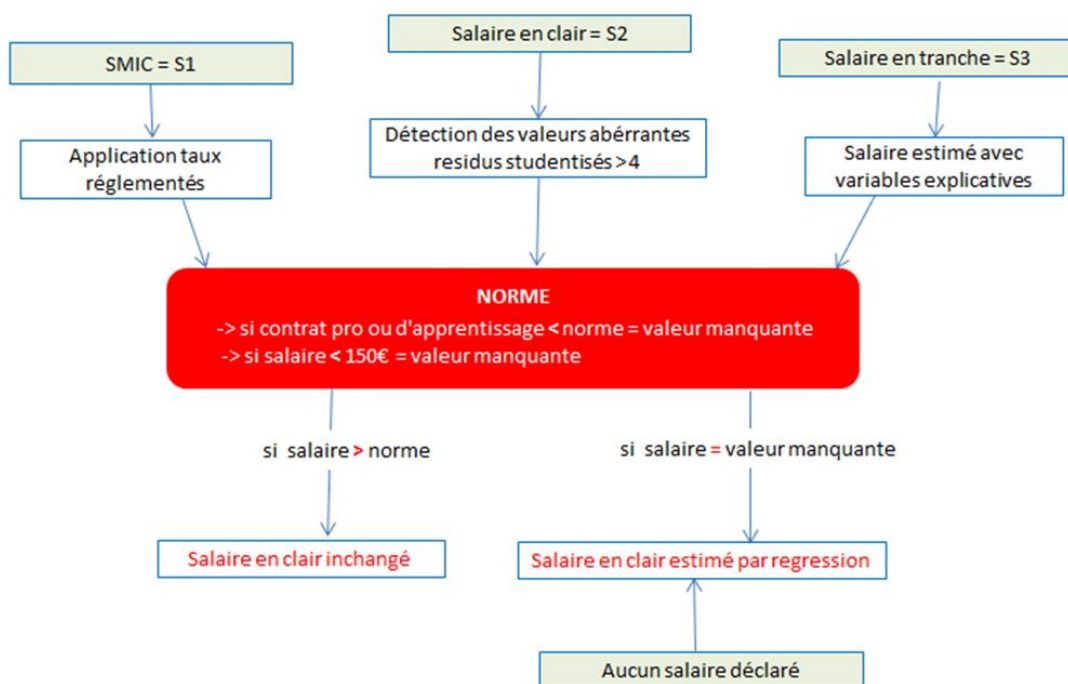 Salaire en clair = S2
SMIC = S1
Salaire en tranche = S3
Application taux
réglementés
Détection des valeurs abérrantes
residus studentisés >4
Salaire estimé avec
variables explicatives
NORME
-> si contrat pro ou d'apprentissage < norme = valeur manquante
-> si salaire < 150€ = valeur manquante
si salaire > norme
si salaire = valeur manquante
Salaire en clair inchangé
Salaire en clair estimé par regression
Aucun salaire déclaré